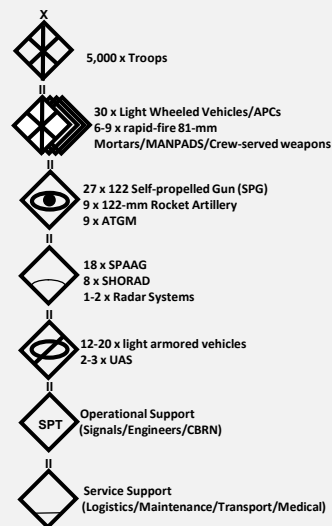 X
5,000 x Troops
II
30 x Light Wheeled Vehicles/APCs
6-9 x rapid-fire 81-mm
Mortars/MANPADS/Crew-served weapons
II
27 x 122 Self-propelled Gun (SPG)
9 x 122-mm Rocket Artillery
9 x ATGM
II
18 x SPAAG
8 x SHORAD
1-2 x Radar Systems
II
12-20 x light armored vehicles
2-3 x UAS
II
SPT
Operational Support
(Signals/Engineers/CBRN)
II
Service Support
(Logistics/Maintenance/Transport/Medical)